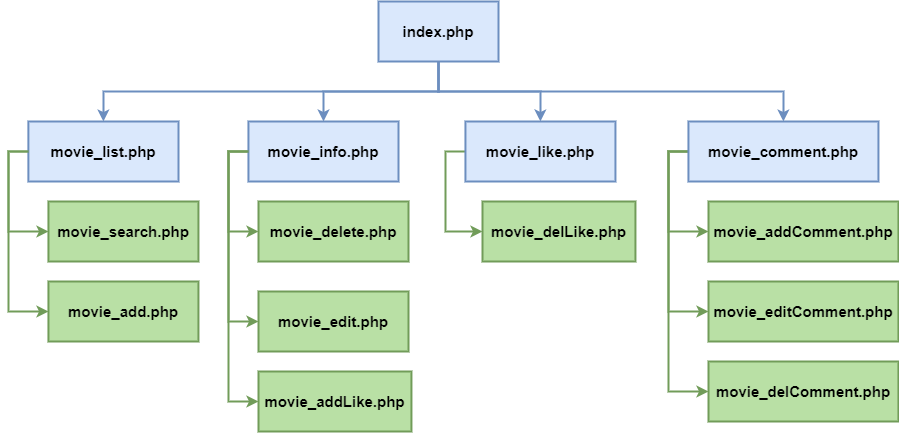 index.php
movie_list.php
movie_info.php
movie_like.php
movie_comment.php
movie_search.php
movie_delete.php
movie_delLike.php
movie_addComment.php
movie_add.php
movie_edit.php
movie_editComment.php
movie_addLike.php
movie_delComment.php